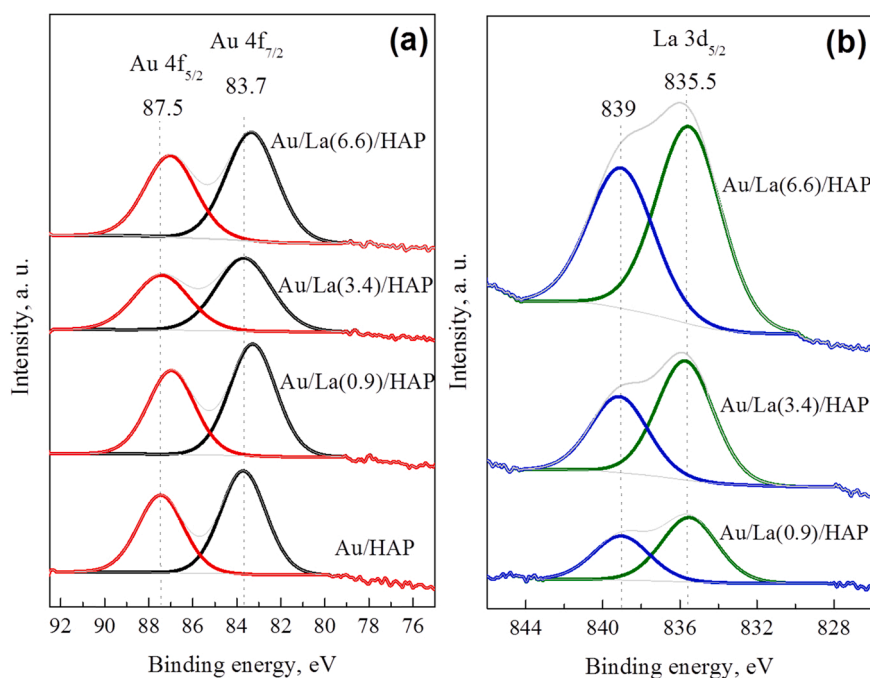 (a)
Au 4f7/2
Au 4f5/2
83.7
87.5
Au/La(6.6)/HAP
Au/La(3.4)/HAP
Au/La(0.9)/HAP
Au/HAP
Intensity, a. u.
92 90 88 86 84 82 80 78 76
Binding energy, eV
(b)
La 3d5/2
835.5
839
Au/La(6.6)/HAP
Au/La(3.4)/HAP
Au/La(0.9)/HAP
Intensity, a. u.
844 840 836 832 828
Binding energy, eV